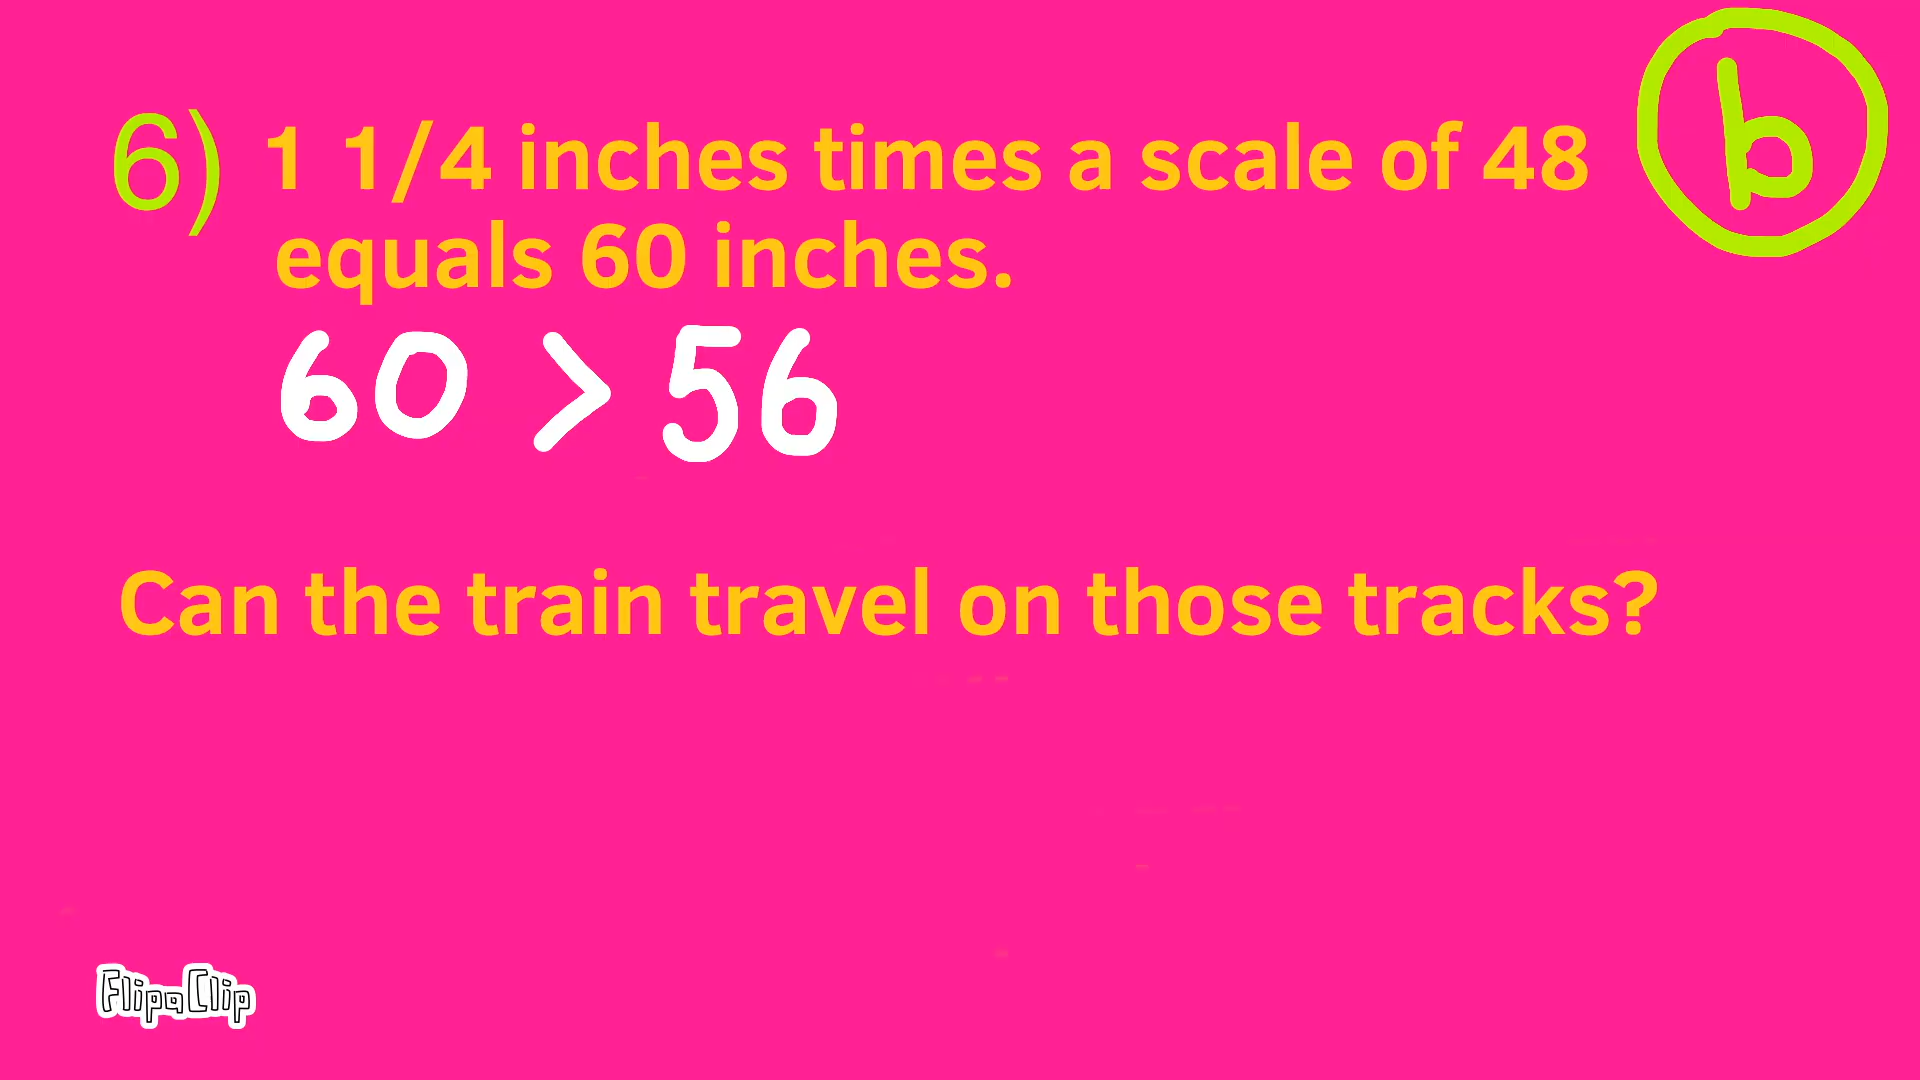 b
6) 1 1/4 inches times a scale of 48
equals 60 inches.
60 > 56
Can the train travel on those tracks?
FlipaClip